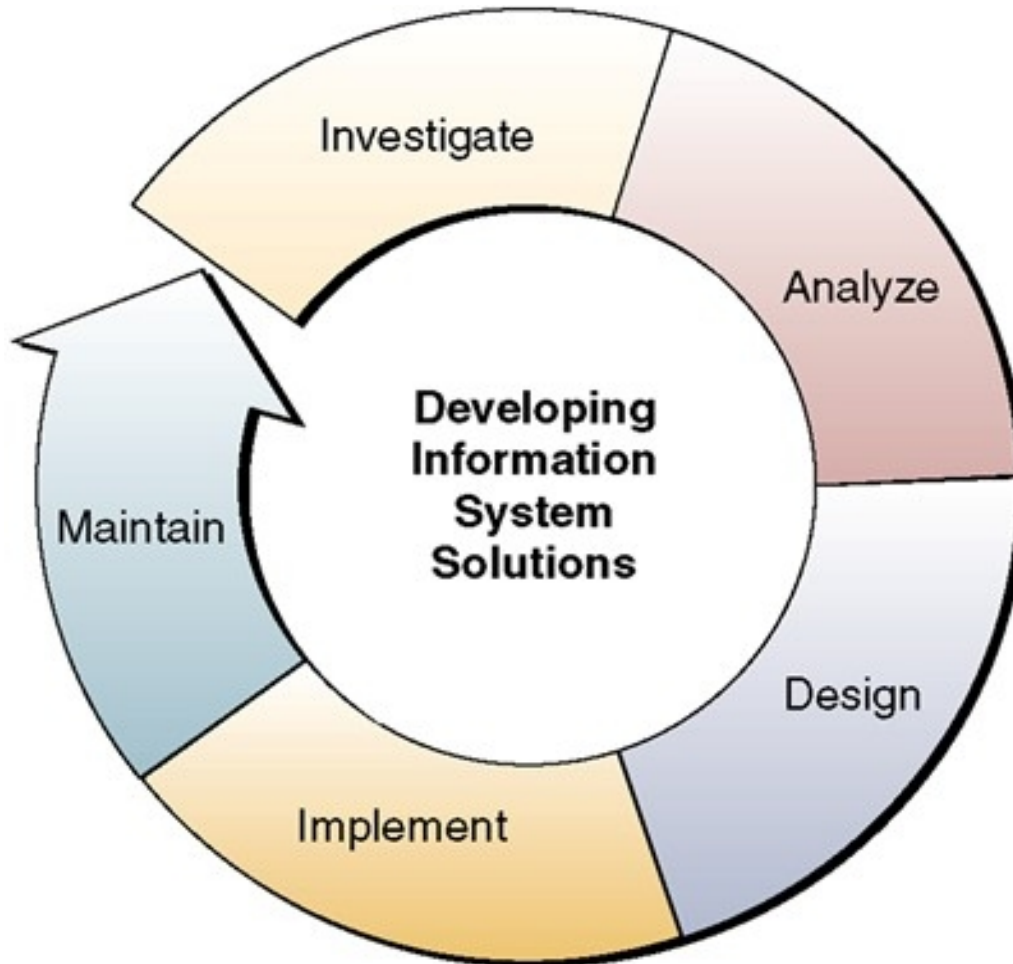 Investigate
Analyze
Developing
Information
System
Solutions
Maintain
Design
Implement